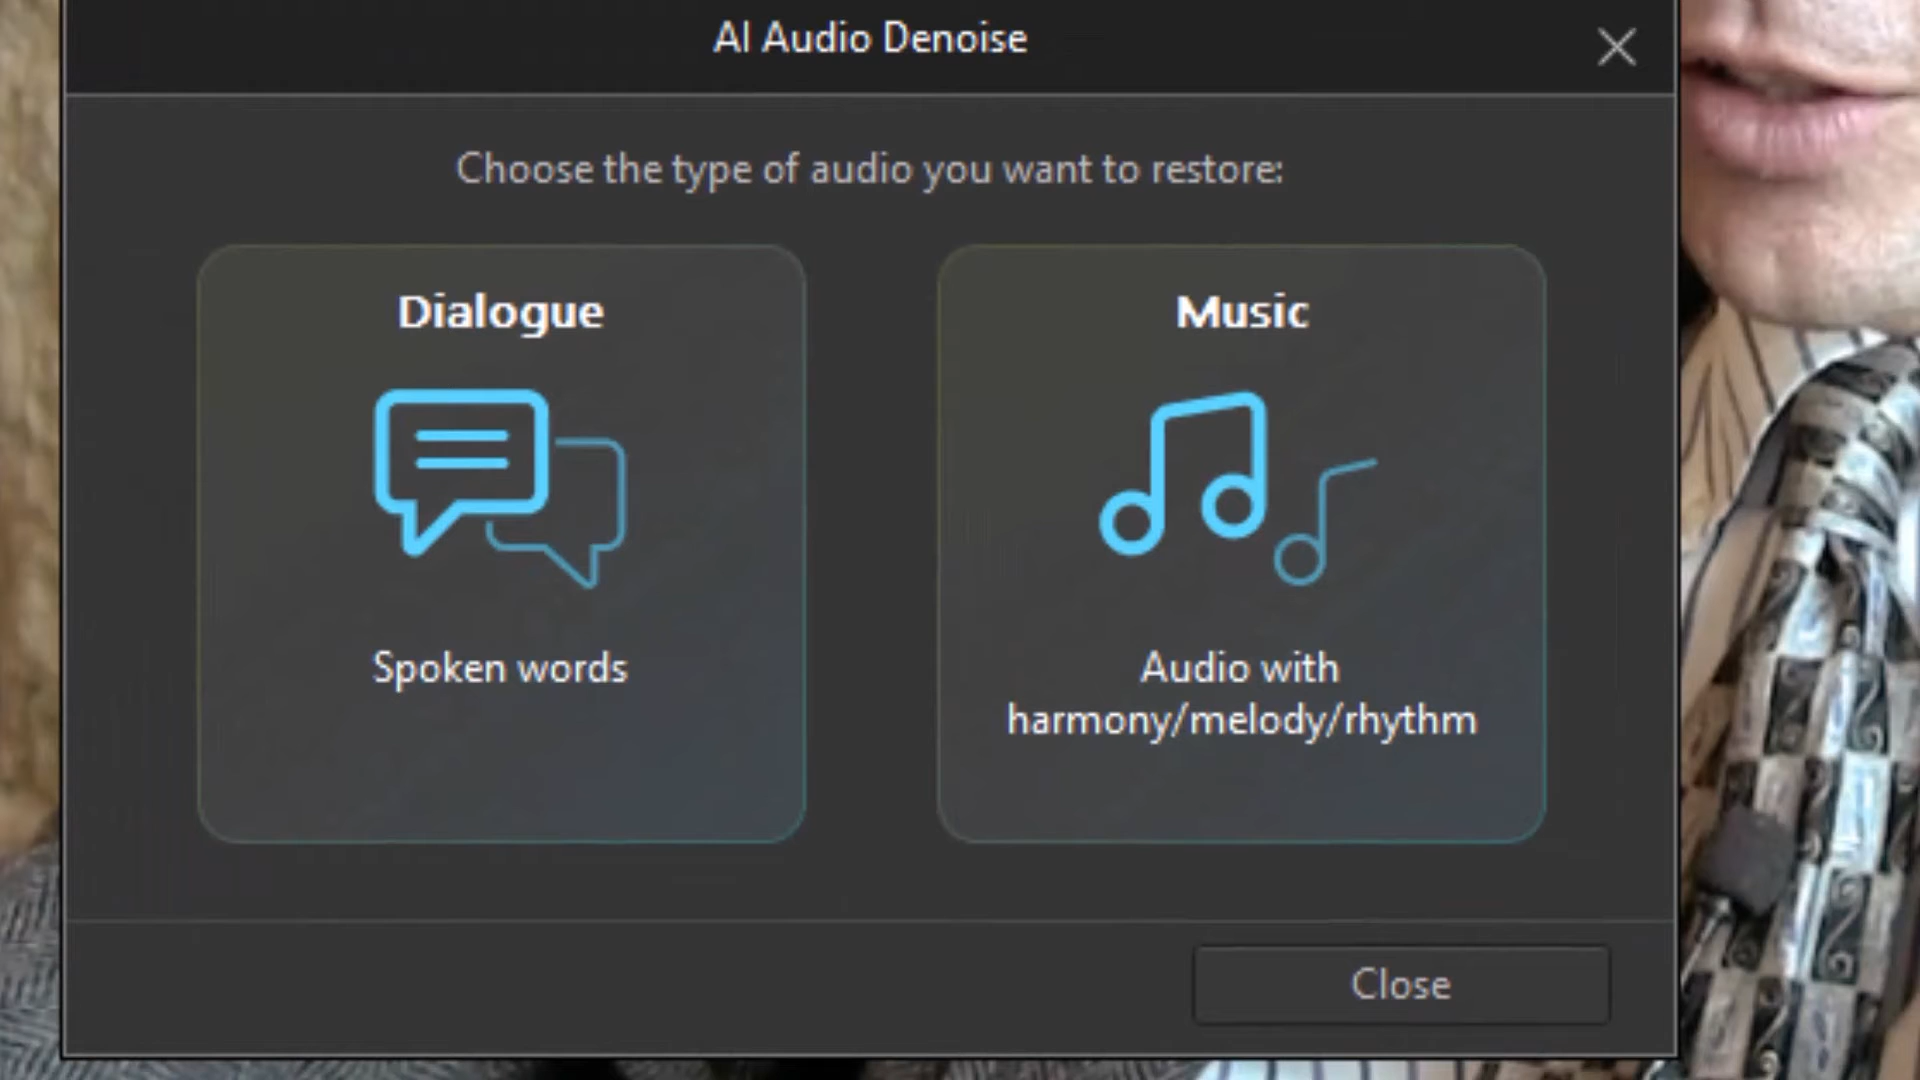 AI Audio Denoise
Choose the type of audio you want to restore:
Dialogue
Spoken words
Music
Audio with
harmony/melody/rhythm
Close